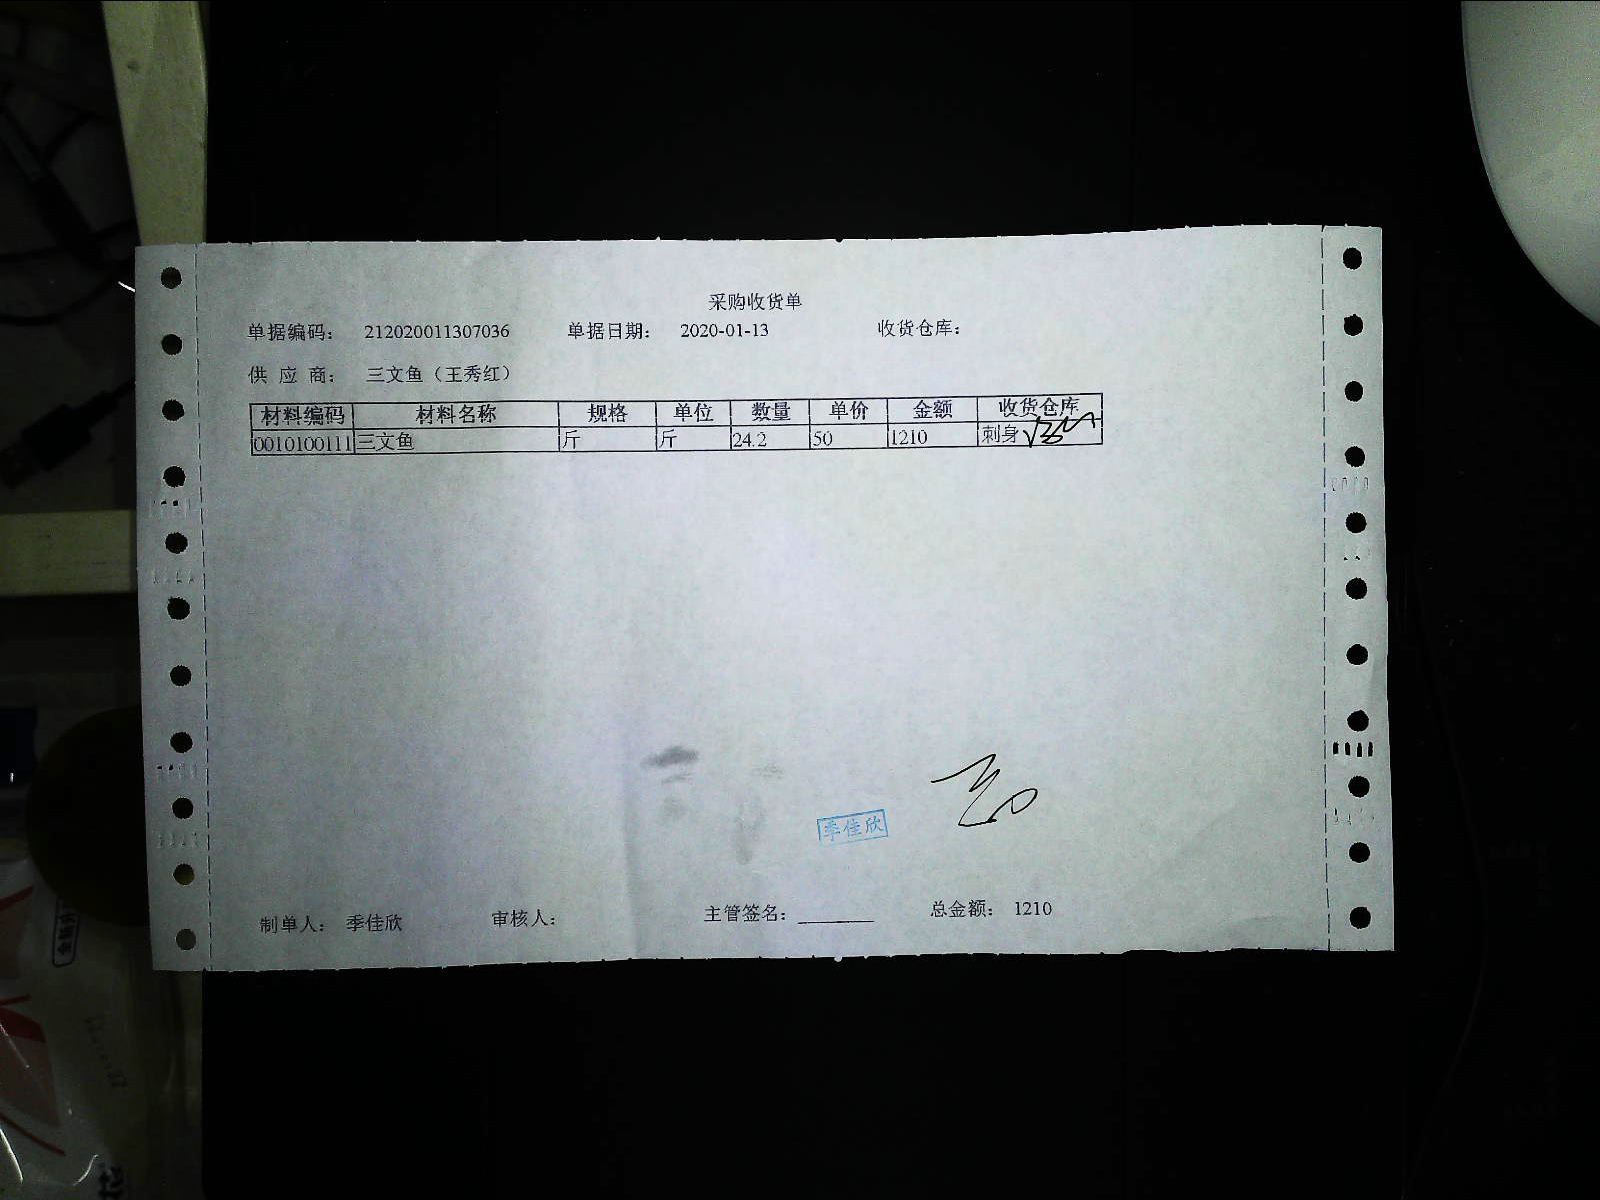 采购收货单
单据编码： 212020011307036 单据日期： 2020-01-13 收货仓库：
供 应 商： 三文鱼（王秀红）
材料编码 材料名称 规格 单位 数量 单价 金额 收货仓库
0010100111 三文鱼 斤 斤 24.2 50 1210 刺身
季佳欣
制单人： 季佳欣 审核人： 主管签名： 总金额： 1210